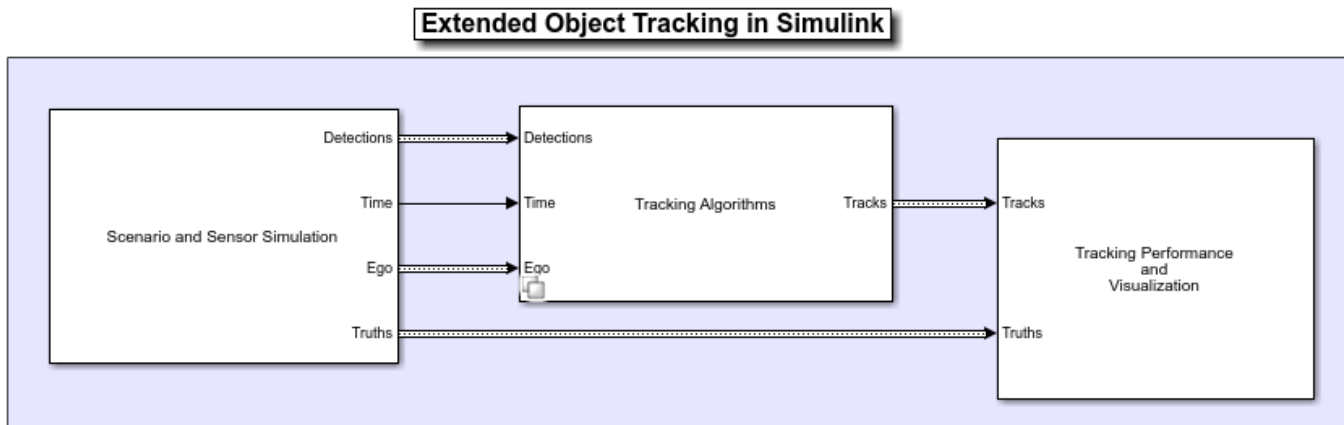 Extended Object Tracking in Simulink
Scenario and Sensor Simulation
Detections
Time
Ego
Truths
Detections
Time
Ego
Tracking Algorithms
Tracks
Tracks
Truths
Tracking Performance
and
Visualization